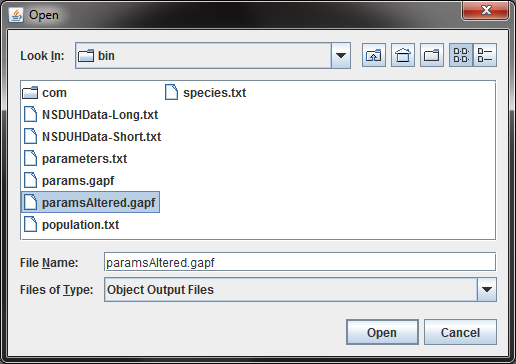 Open
Look In: bin
com
NSDUHData-Long.txt
NSDUHData-Short.txt
parameters.txt
params.gapf
paramsAltered.gapf
population.txt
species.txt
File Name: paramsAltered.gapf
Files of Type: Object Output Files
Open Cancel